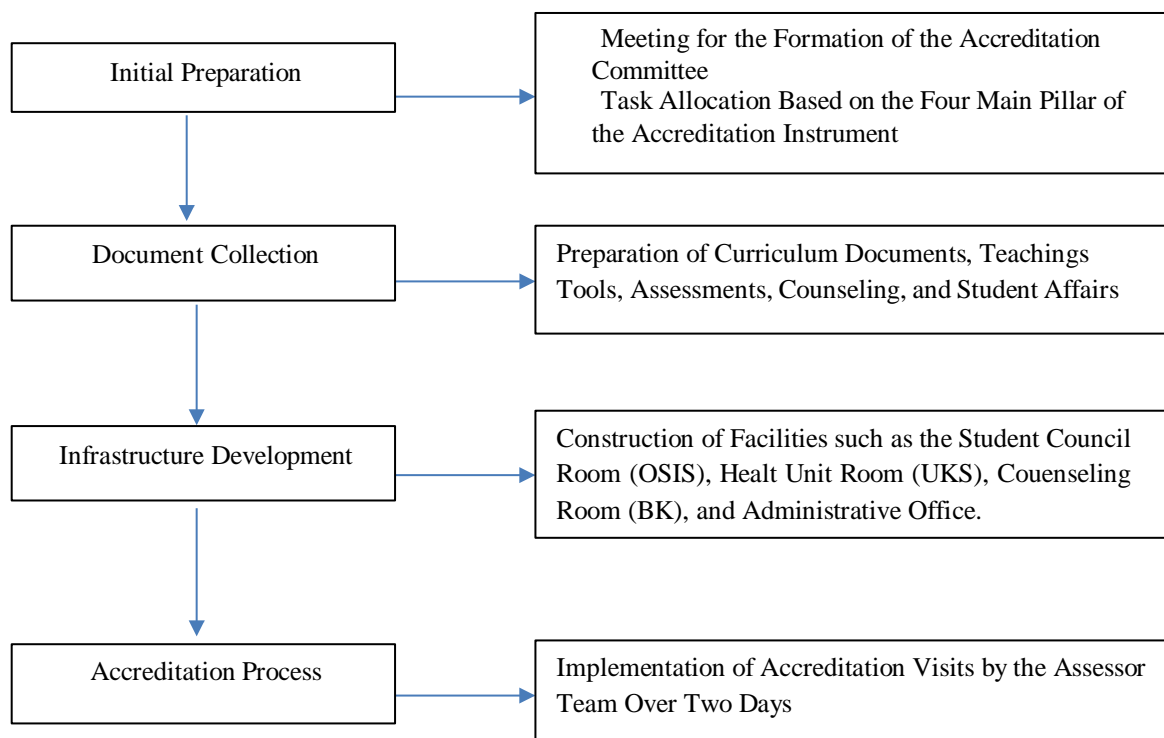 Initial Preparation
Meeting for the Formation of the Accreditation
Committee
Task Allocation Based on the Four Main Pillar of
the Accreditation Instrument
Document Collection
Preparation of Curriculum Documents, Teachings
Tools, Assessments, Counseling, and Student Affairs
Infrastructure Development
Construction of Facilities such as the Student Council
Room (OSIS), Healt Unit Room (UKS), Couenseling
Room (BK), and Administrative Office.
Accreditation Process
Implementation of Accreditation Visits by the Assessor
Team Over Two Days